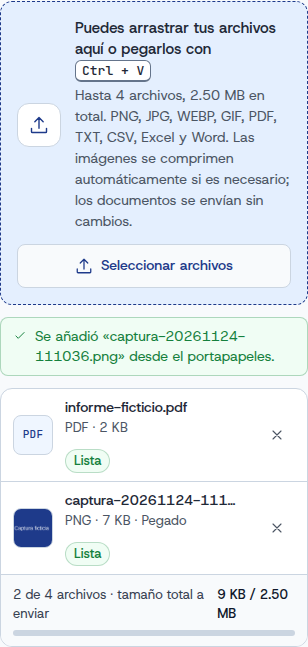 Puedes arrastrar tus archivos
aquí o pegarlos con
Ctrl + V
Hasta 4 archivos, 2.50 MB en
total. PNG, JPG, WEBP, GIF, PDF,
TXT, CSV, Excel y Word. Las
imágenes se comprimen
automáticamente si es necesario;
los documentos se envían sin
cambios.
Seleccionar archivos
Se añadió «captura-20261124-
111036.png» desde el portapapeles.
PDF
informe-ficticio.pdf
PDF · 2 KB
Lista
Captura ficticia
captura-20261124-111…
PNG · 7 KB · Pegado
Lista
2 de 4 archivos · tamaño total a
enviar
9 KB / 2.50
MB